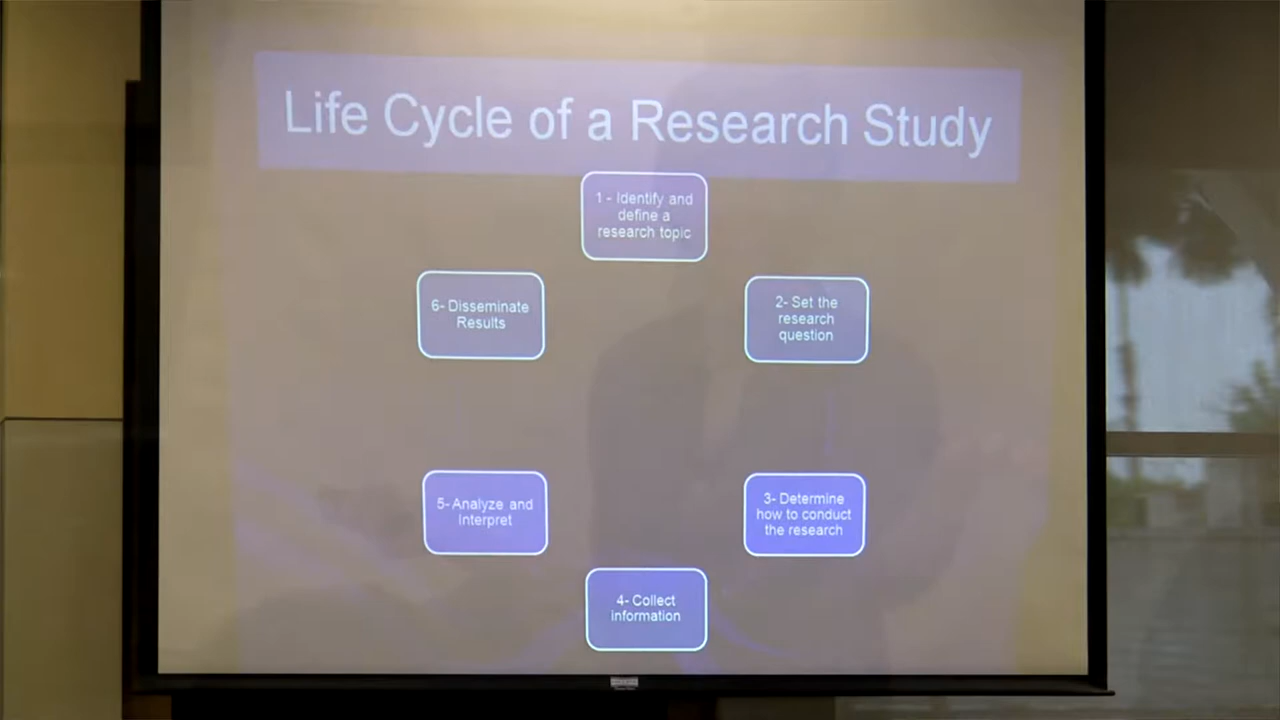 Life Cycle of a Research Study
1 - Identify and
define a
research topic
2- Set the
research
question
3- Determine
how to conduct
the research
4- Collect
information
5- Analyze and
Interpret
6- Disseminate
Results